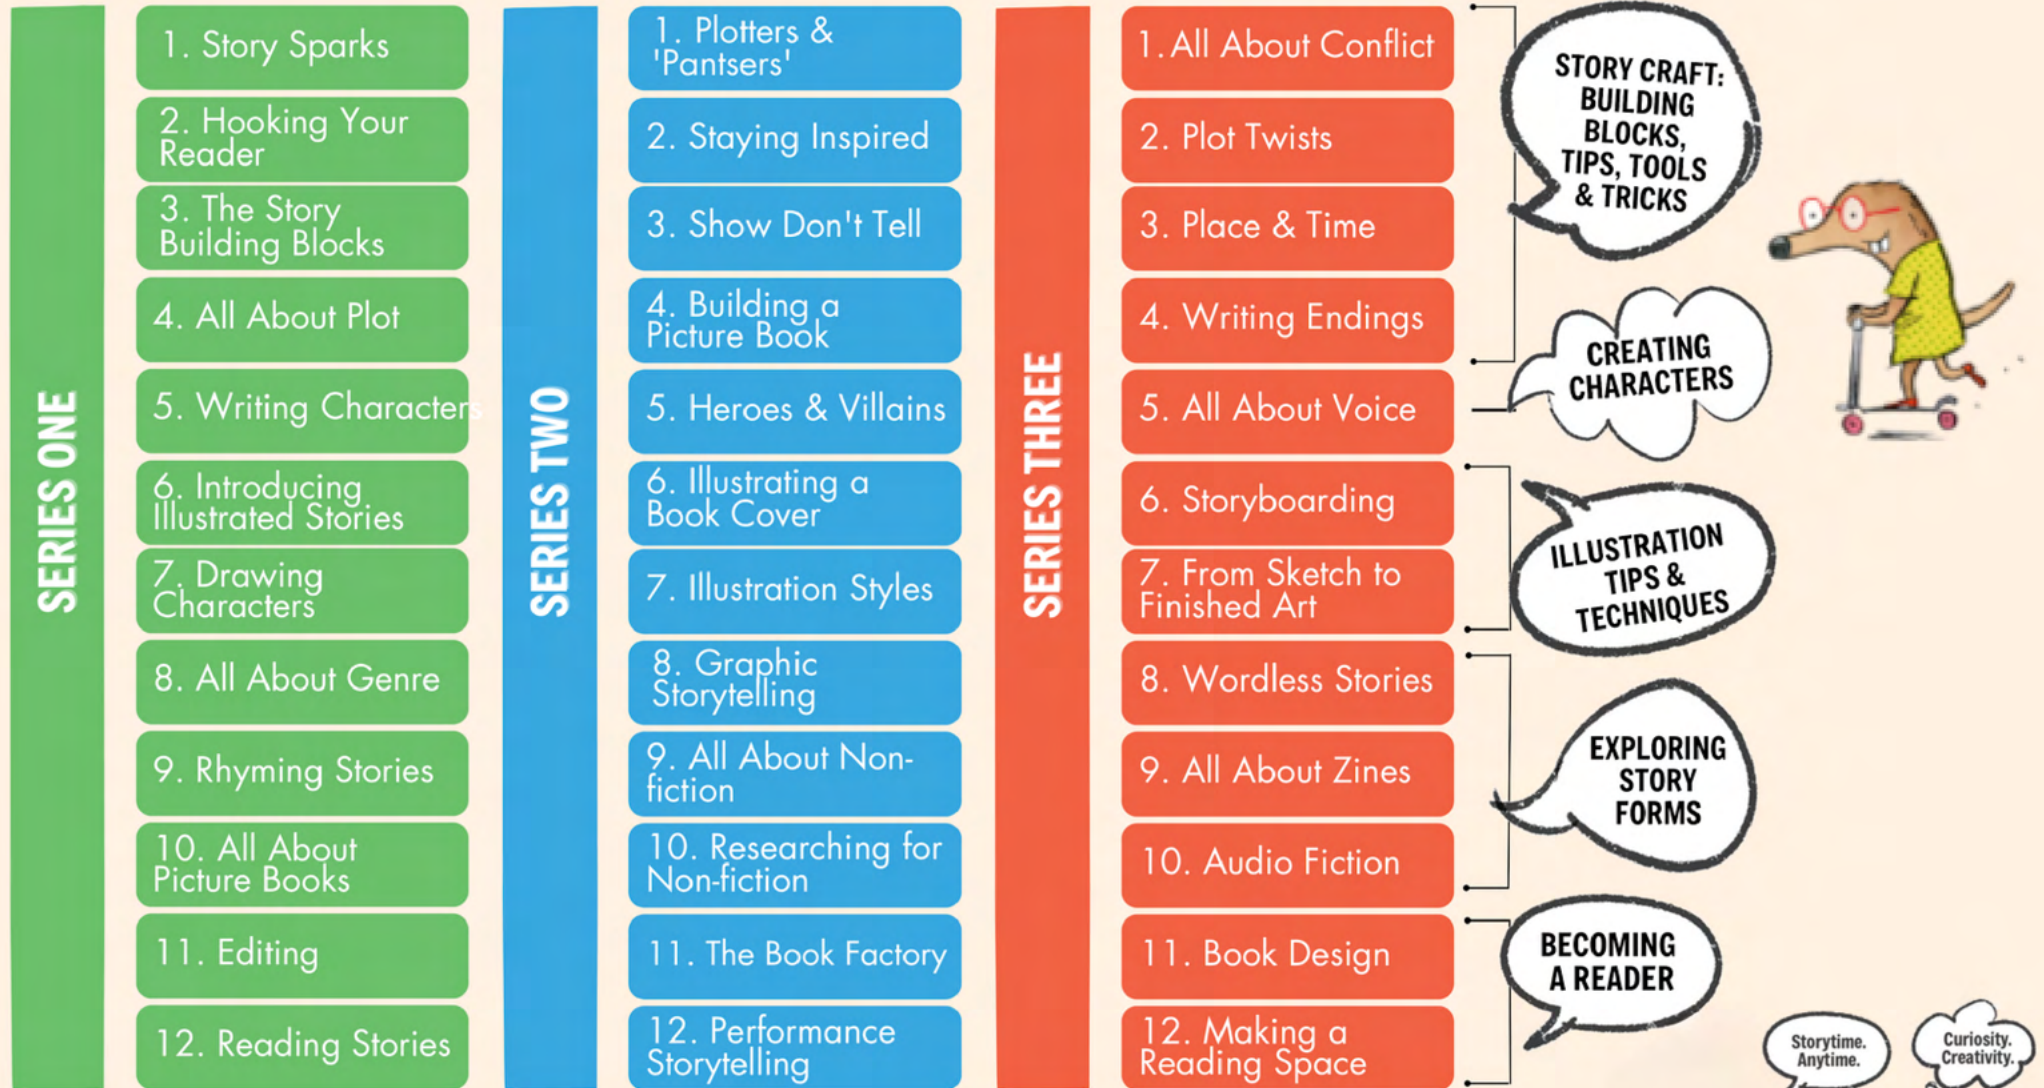 SERIES ONE
1. Story Sparks
2. Hooking Your
Reader
3. The Story
Building Blocks
4. All About Plot
5. Writing Characters
6. Introducing
Illustrated Stories
7. Drawing
Characters
8. All About Genre
9. Rhyming Stories
10. All About
Picture Books
11. Editing
12. Reading Stories
SERIES TWO
1. Plotters &
'Pantsers'
2. Staying Inspired
3. Show Don't Tell
4. Building a
Picture Book
5. Heroes & Villains
6. Illustrating a
Book Cover
7. Illustration Styles
8. Graphic
Storytelling
9. All About Non-
fiction
10. Researching for
Non-fiction
11. The Book Factory
12. Performance
Storytelling
SERIES THREE
1. All About Conflict
2. Plot Twists
3. Place & Time
4. Writing Endings
5. All About Voice
6. Storyboarding
7. From Sketch to
Finished Art
8. Wordless Stories
9. All About Zines
10. Audio Fiction
11. Book Design
12. Making a
Reading Space
STORY CRAFT:
BUILDING
BLOCKS,
TIPS, TOOLS
& TRICKS
CREATING
CHARACTERS
ILLUSTRATION
TIPS &
TECHNIQUES
EXPLORING
STORY
FORMS
BECOMING
A READER
Storytime.
Anytime.
Curiosity.
Creativity.